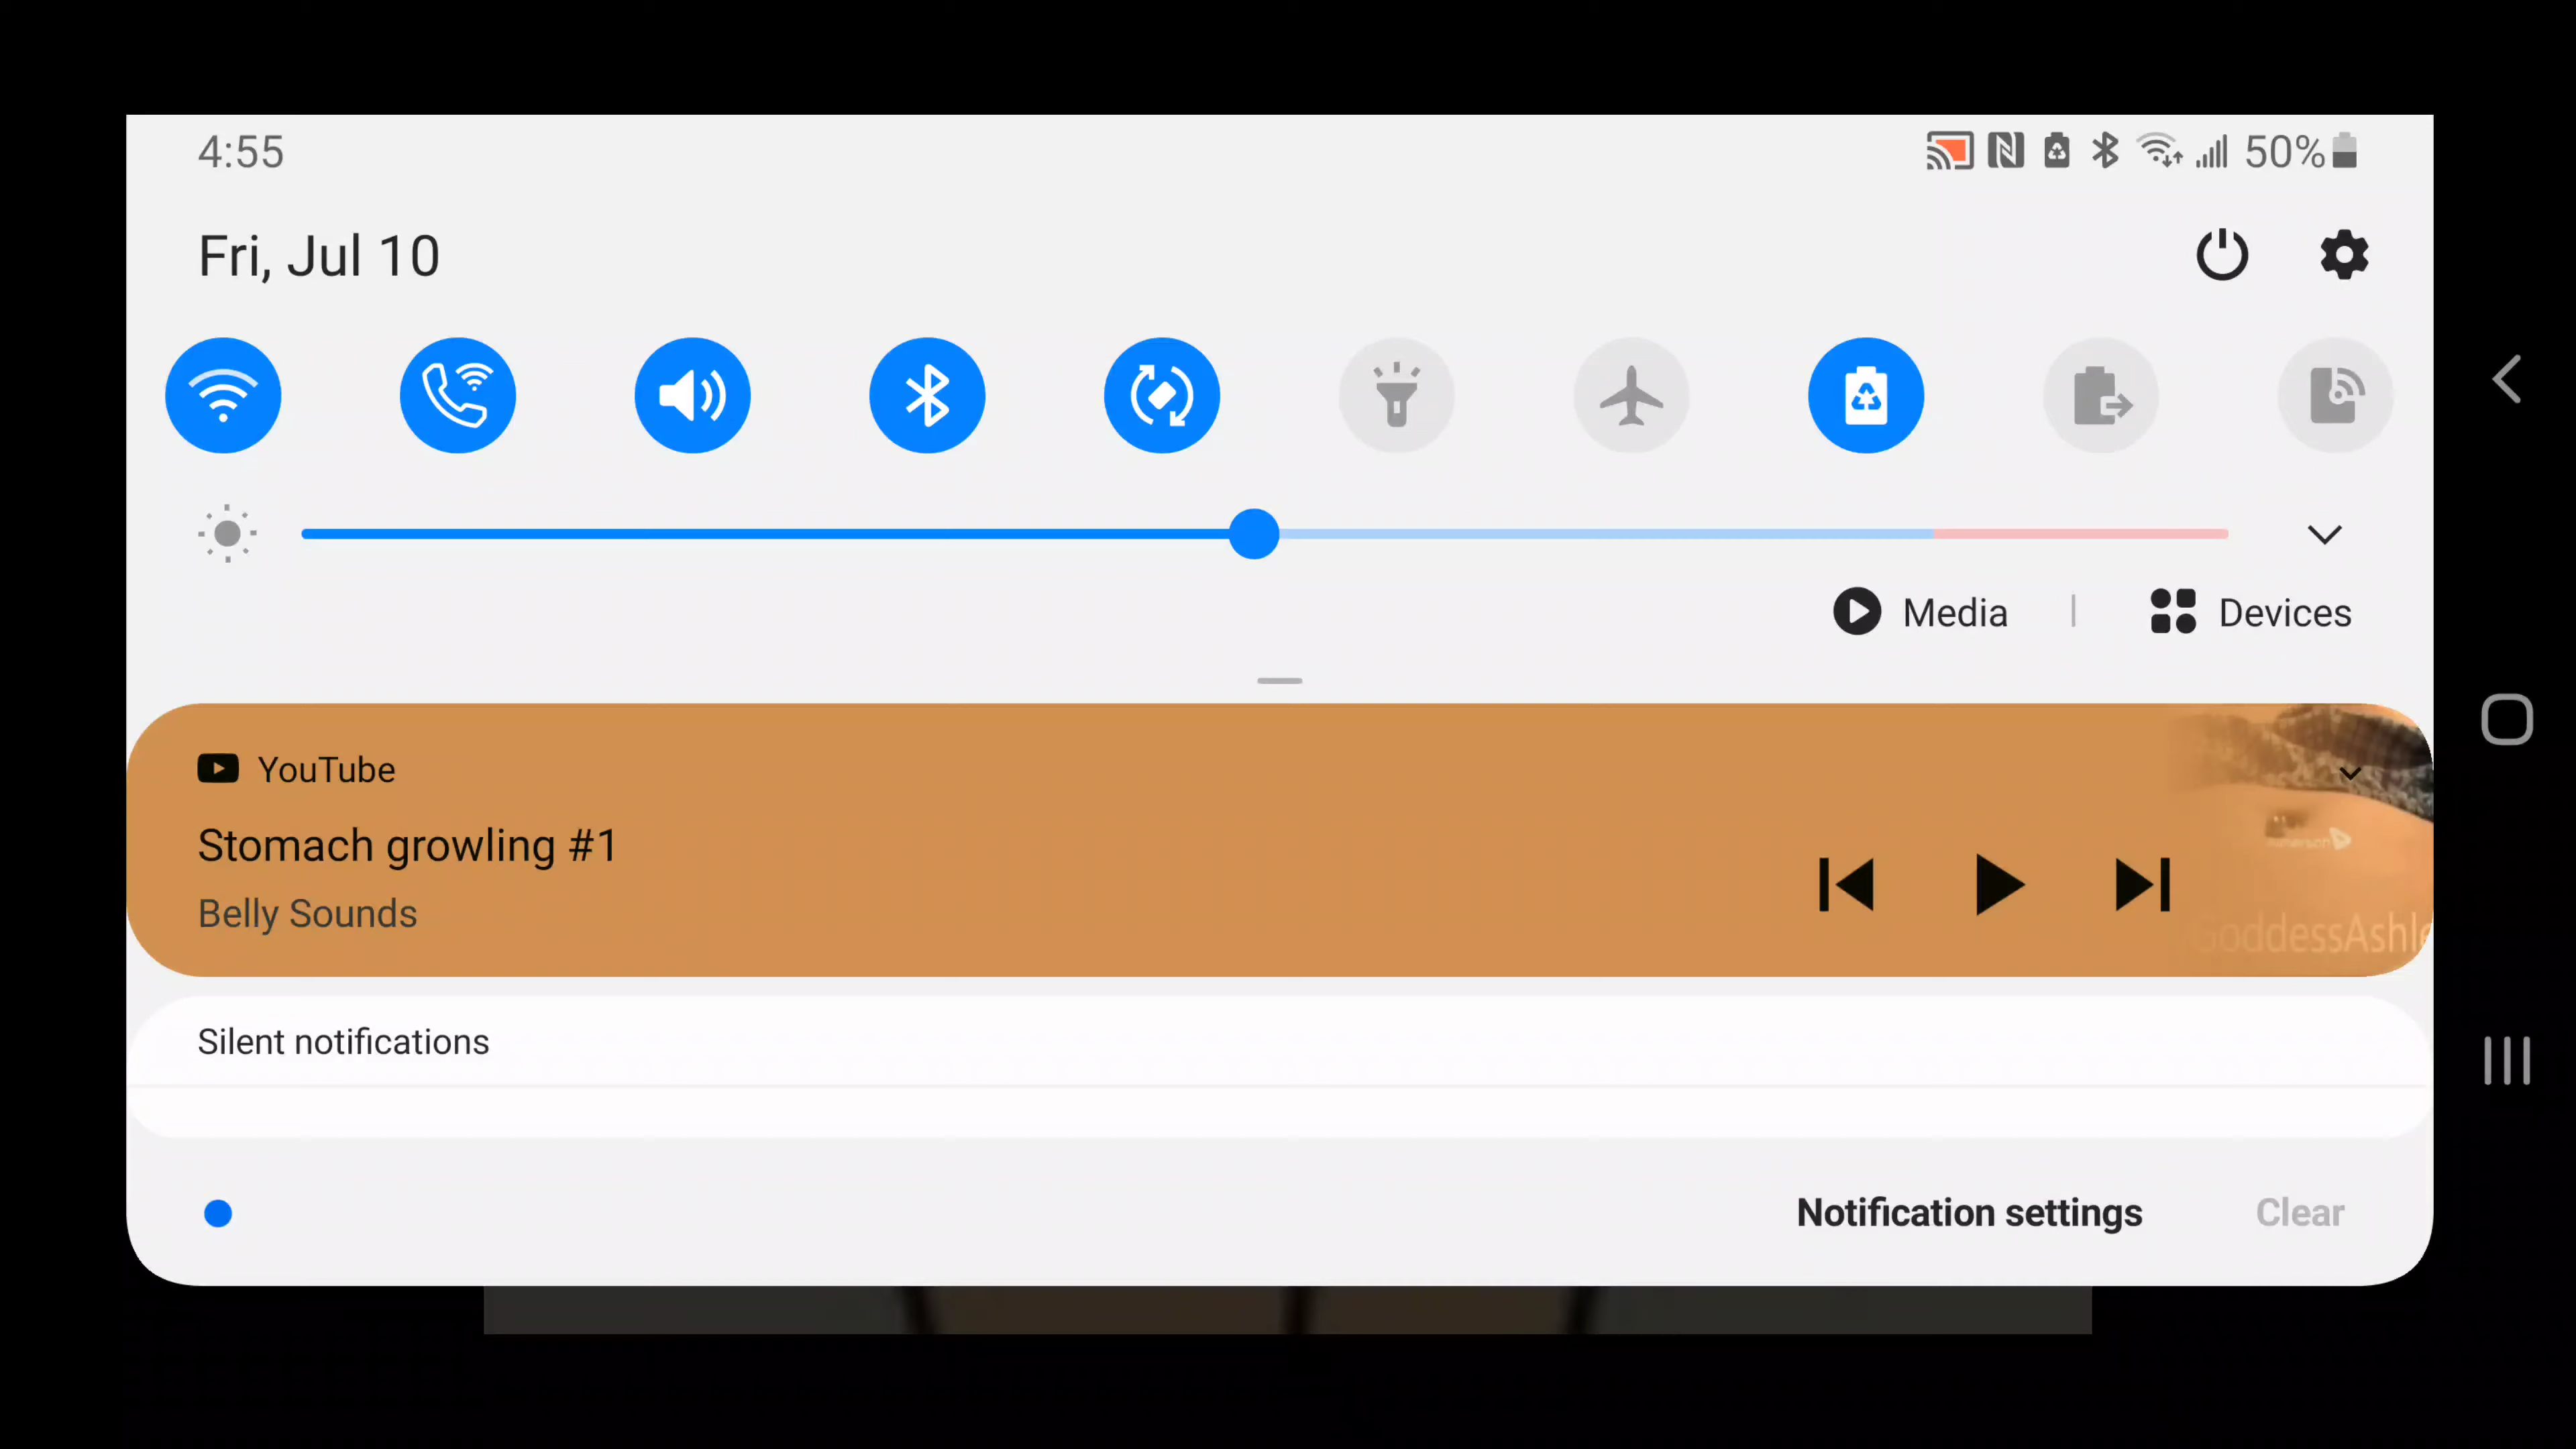 4:55
50%
Fri, Jul 10
Media | Devices
YouTube
Stomach growling #1
Belly Sounds
GoddessAshle
Silent notifications
Notification settings
Clear